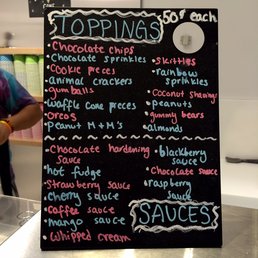 TOPPINGS .50¢ each
• Chocolate chips
• Chocolate sprinkles
• Cookie pieces
• animal crackers
• gum balls
• Waffle cone pieces
• Oreos
• Peanut M+M's
• Skittles
• rainbow
sprinkles
• Coconut shavings
• peanuts
• gummy bears
• almonds
• Chocolate hardening
sauce
• hot fudge
• Strawberry sauce
• Cherry sauce
• Caffee sauce
• mango sauce
• whipped cream
• blackberry
sauce
• Chocolate sauce
• raspberry
sauce
SAUCES